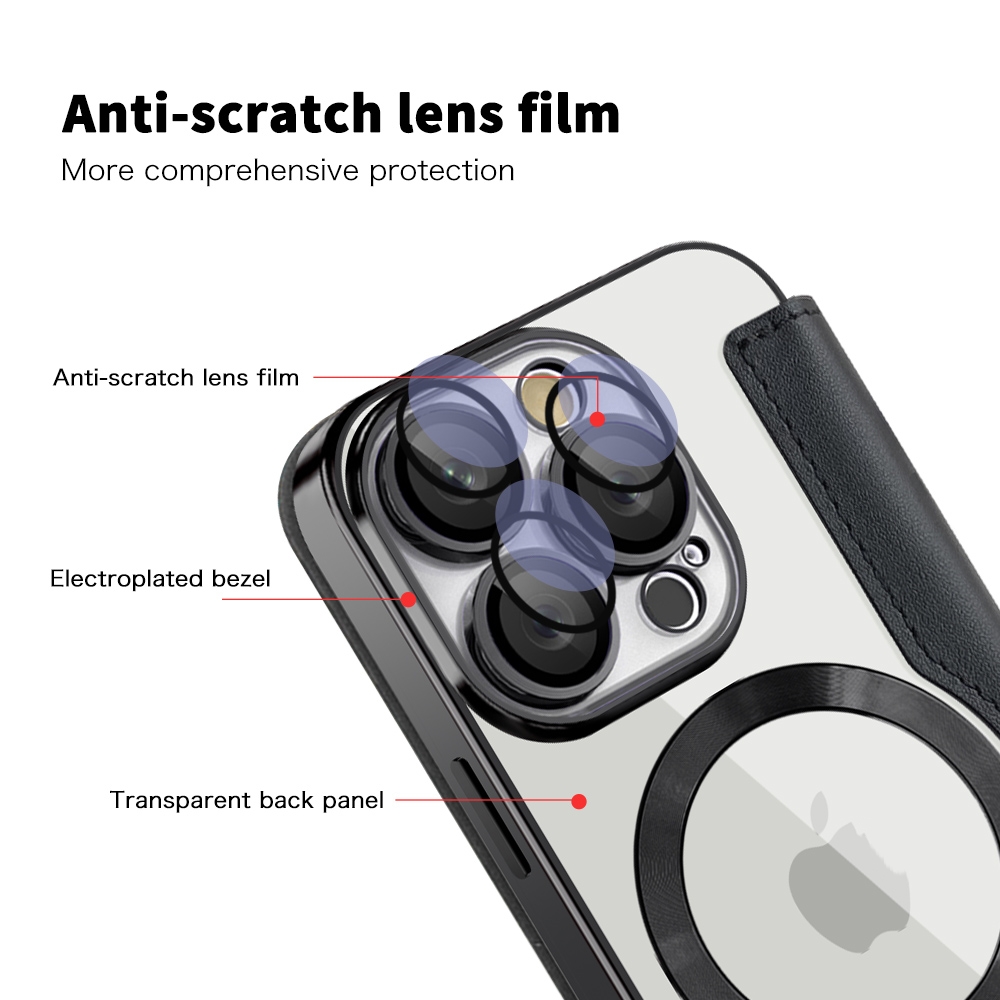 Anti-scratch lens film
More comprehensive protection
Anti-scratch lens film
Electroplated bezel
Transparent back panel